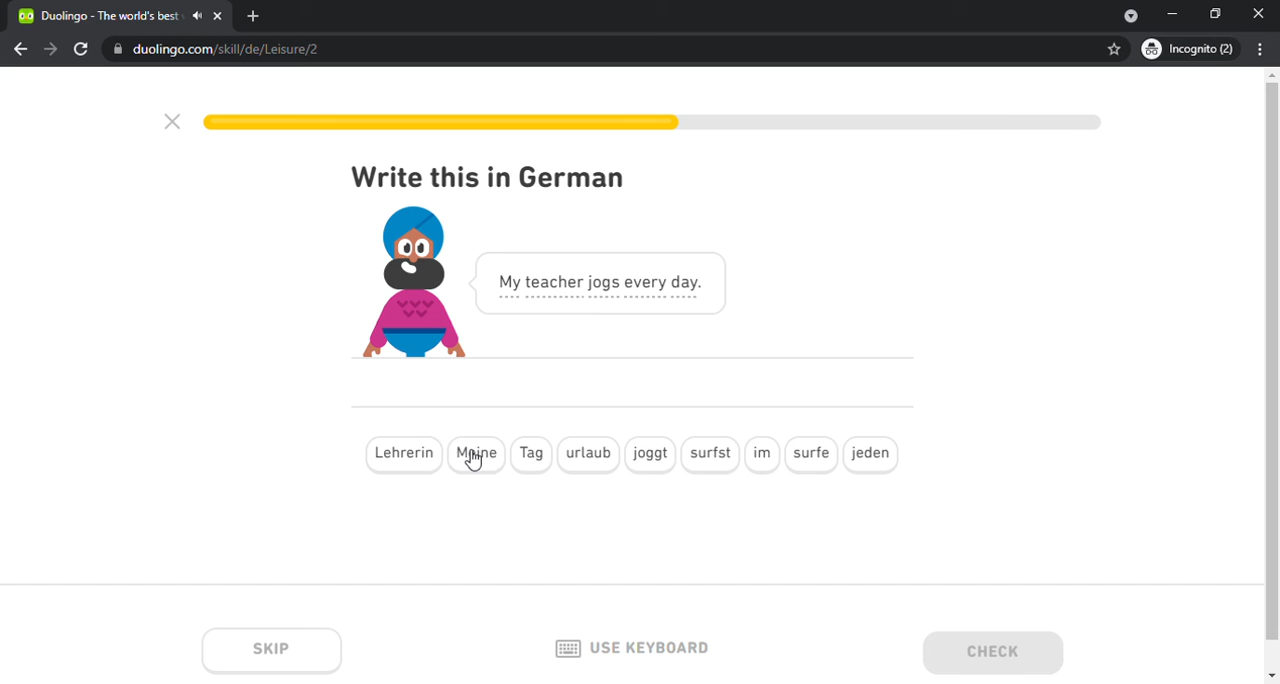 Duolingo - The world's best
duolingo.com/skill/de/Leisure/2
Incognito (2)
Write this in German
My teacher jogs every day.
Lehrerin Meine Tag urlaub joggt surfst im surfe jeden
SKIP
USE KEYBOARD
CHECK